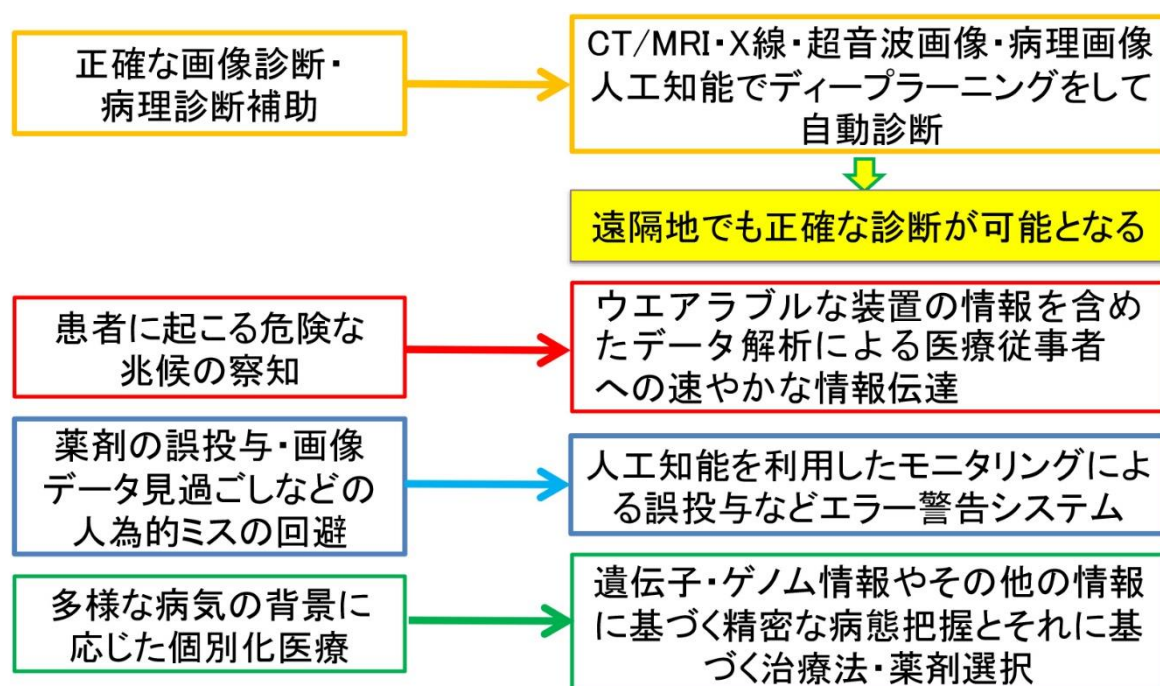 正確な画像診断・
病理診断補助
CT/MRI・X線・超音波画像・病理画像
人工知能でディープラーニングをして
自動診断
遠隔地でも正確な診断が可能となる
患者に起こる危険な
兆候の察知
ウエアラブルな装置の情報を含め
たデータ解析による医療従事者
への速やかな情報伝達
薬剤の誤投与・画像
データ見過ごしなどの
人為的ミスの回避
人工知能を利用したモニタリングによ
る誤投与などエラー警告システム
多様な病気の背景に
応じた個別化医療
遺伝子・ゲノム情報やその他の情報
に基づく精密な病態把握とそれに基
づく治療法・薬剤選択